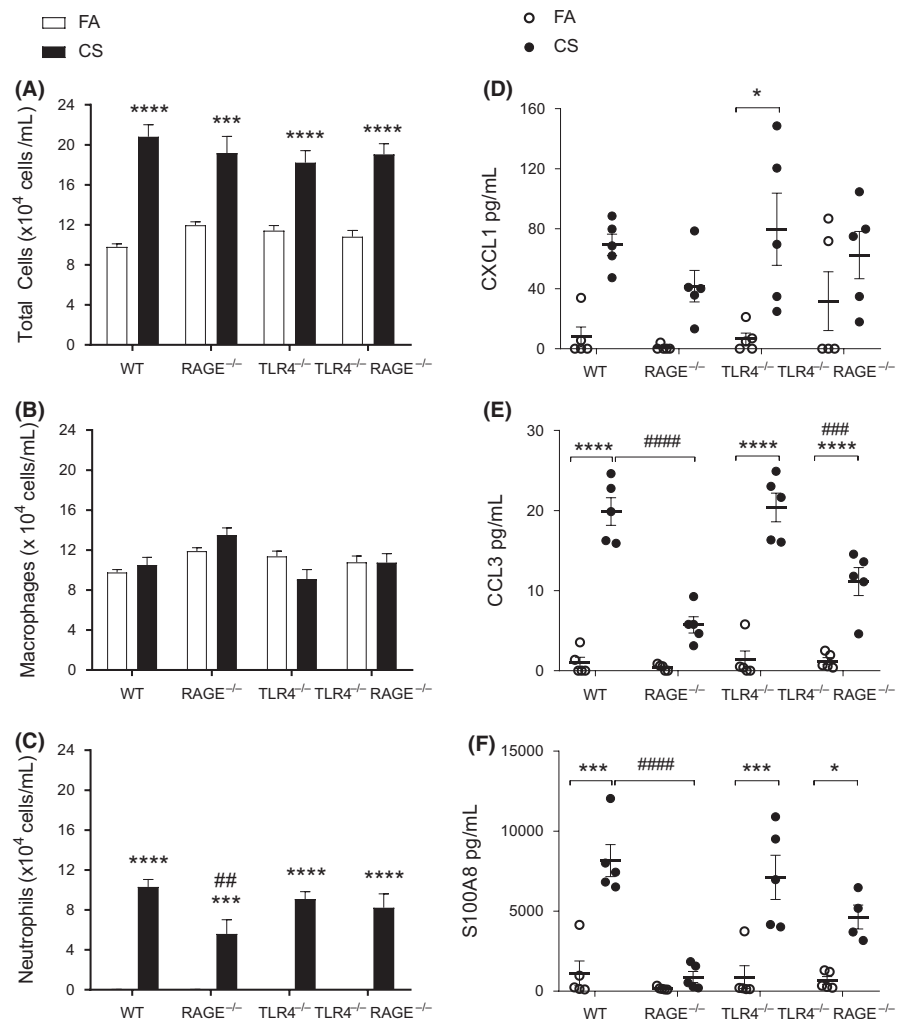 FA
CS
(A)
Total Cells (x10⁴ cells /mL)
24
20
16
12
8
4
0
**** *** **** ****
WT RAGE⁻/⁻ TLR4⁻/⁻ TLR4⁻/⁻ RAGE⁻/⁻
(B)
Macrophages (x 10⁴ cells/mL)
24
20
16
12
8
4
0
WT RAGE⁻/⁻ TLR4⁻/⁻ TLR4⁻/⁻ RAGE⁻/⁻
(C)
Neutrophils (x10⁴ cells/mL)
24
20
16
12
8
4
0
##
**** *** **** ****
WT RAGE⁻/⁻ TLR4⁻/⁻ TLR4⁻/⁻ RAGE⁻/⁻
FA
CS
(D)
CXCL1 pg/mL
160
120
80
40
0
*
WT RAGE⁻/⁻ TLR4⁻/⁻ TLR4⁻/⁻ RAGE⁻/⁻
(E)
CCL3 pg/mL
30
20
10
0
###
**** #### **** ****
WT RAGE⁻/⁻ TLR4⁻/⁻ TLR4⁻/⁻ RAGE⁻/⁻
(F)
S100A8 pg/mL
15000
10000
5000
0
*** #### *** *
WT RAGE⁻/⁻ TLR4⁻/⁻ TLR4⁻/⁻ RAGE⁻/⁻